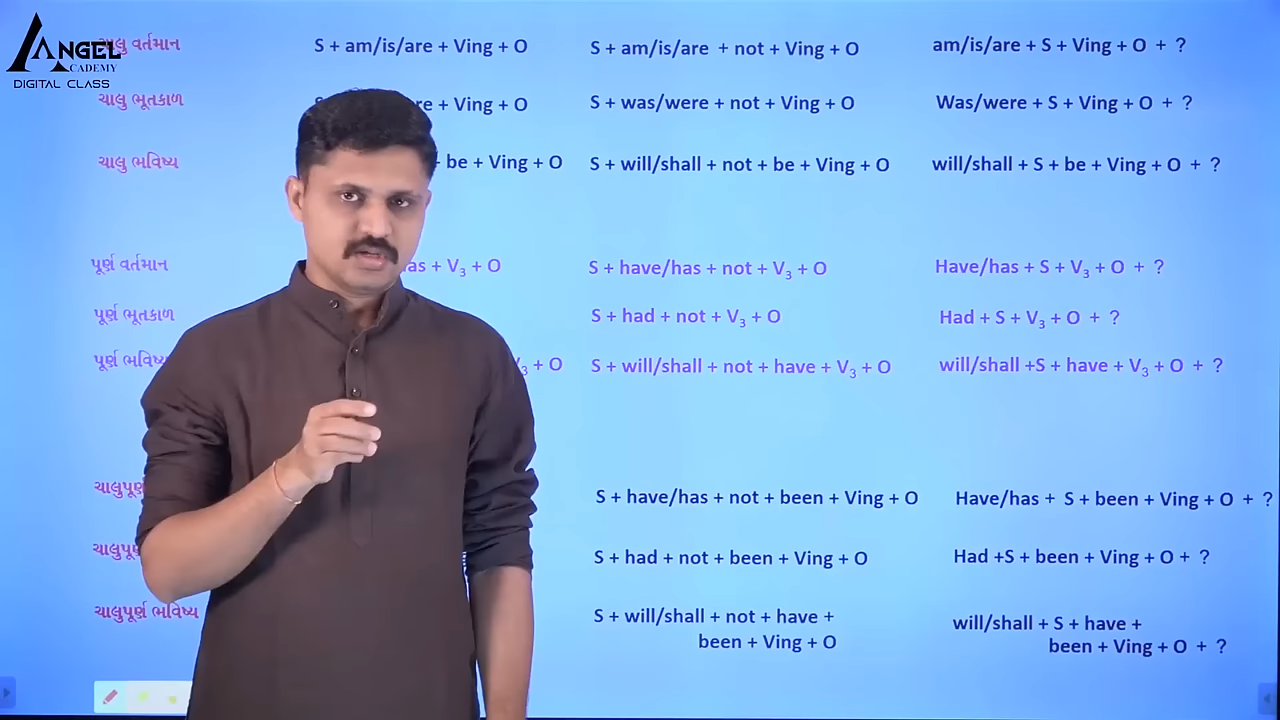 ANGEL
ACADEMY
DIGITAL CLASS
ચાલુ વર્તમાન S + am/is/are + Ving + O S + am/is/are + not + Ving + O am/is/are + S + Ving + O + ?
ચાલુ ભૂતકાળ + Ving + O S + was/were + not + Ving + O Was/were + S + Ving + O + ?
ચાલુ ભવિષ્ય + be + Ving + O S + will/shall + not + be + Ving + O will/shall + S + be + Ving + O + ?
પૂર્ણ વર્તમાન + V3 + O S + have/has + not + V3 + O Have/has + S + V3 + O + ?
પૂર્ણ ભૂતકાળ S + had + not + V3 + O Had + S + V3 + O + ?
પૂર્ણ ભવિષ્ય + O S + will/shall + not + have + V3 + O will/shall +S + have + V3 + O + ?
S + have/has + not + been + Ving + O Have/has + S + been + Ving + O + ?
S + had + not + been + Ving + O Had +S + been + Ving + O + ?
ચાલુપૂર્ણ ભવિષ્ય S + will/shall + not + have + will/shall + S + have +
been + Ving + O been + Ving + O + ?